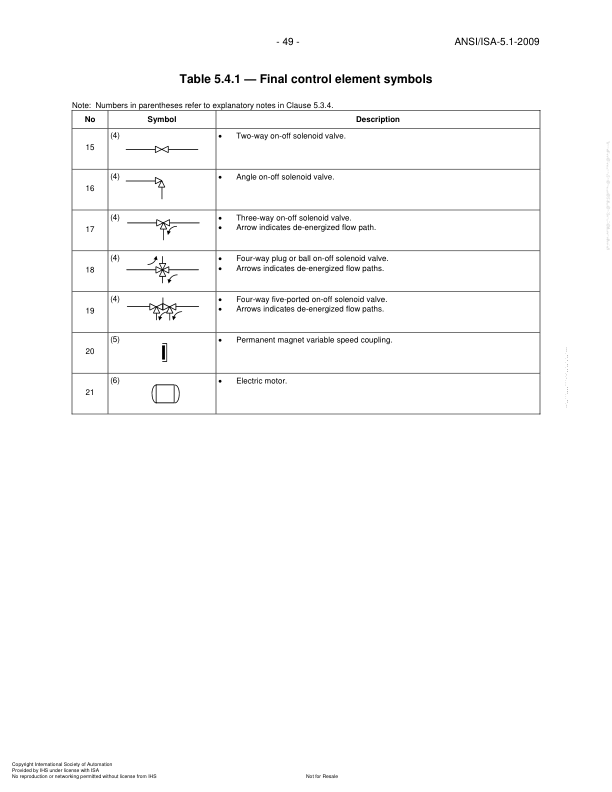 - 49 -
ANSI/ISA-5.1-2009
Table 5.4.1 — Final control element symbols
Note: Numbers in parentheses refer to explanatory notes in Clause 5.3.4.
No Symbol Description
15 (4) • Two-way on-off solenoid valve.
16 (4) • Angle on-off solenoid valve.
17 (4) • Three-way on-off solenoid valve.
• Arrow indicates de-energized flow path.
18 (4) • Four-way plug or ball on-off solenoid valve.
• Arrows indicates de-energized flow paths.
19 (4) • Four-way five-ported on-off solenoid valve.
• Arrows indicates de-energized flow paths.
20 (5) • Permanent magnet variable speed coupling.
21 (6) • Electric motor.
Copyright International Society of Automation
Provided by IHS under license with ISA
No reproduction or networking permitted without license from IHS
Not for Resale